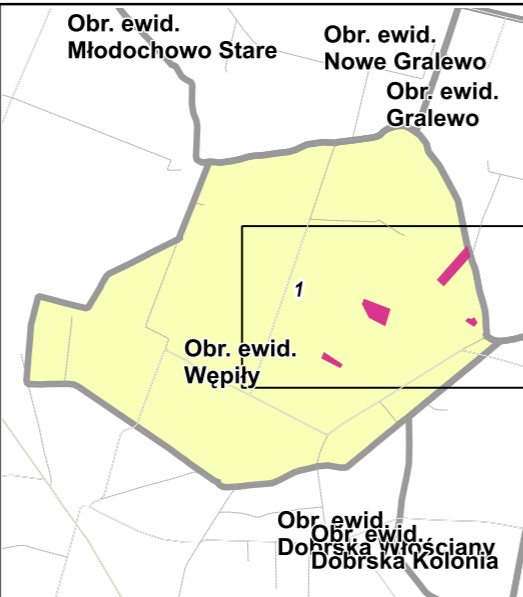 Obr. ewid.
Młodochowo Stare
Obr. ewid.
Nowe Gralewo
Obr. ewid.
Gralewo
1
Obr. ewid.
Wępiły
Obr. ewid.
Dobrska Włościany
Obr. ewid.
Dobrska Kolonia